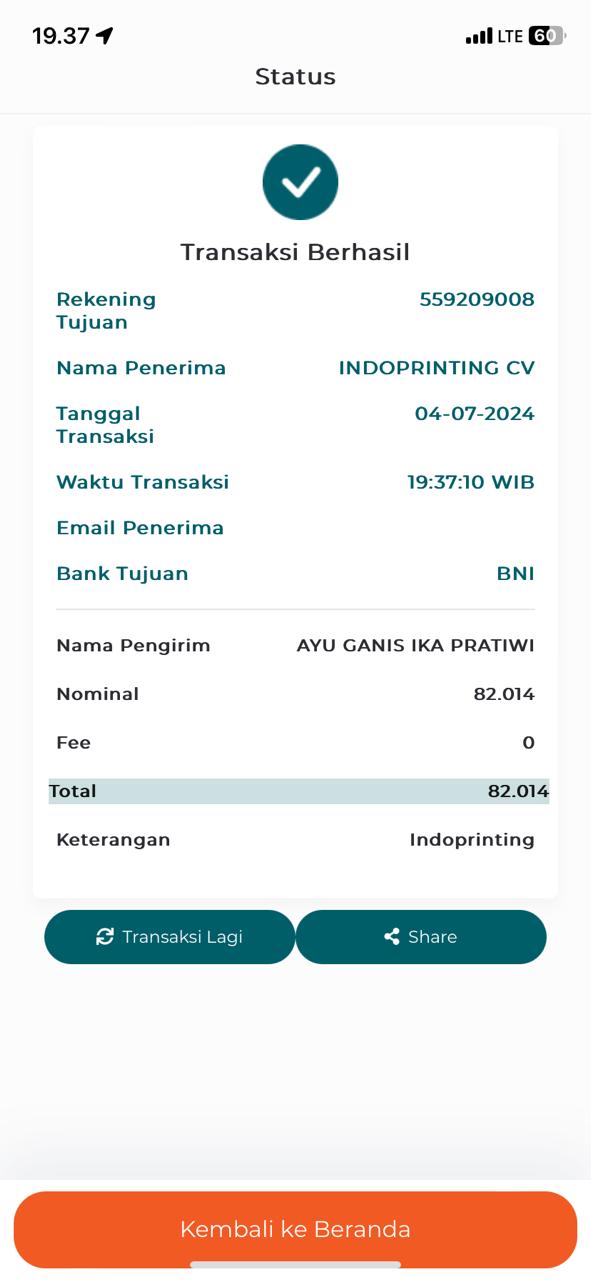 19.37
LTE 60
Status
Transaksi Berhasil
Rekening Tujuan 559209008
Nama Penerima INDOPRINTING CV
Tanggal Transaksi 04-07-2024
Waktu Transaksi 19:37:10 WIB
Email Penerima
Bank Tujuan BNI
Nama Pengirim AYU GANIS IKA PRATIWI
Nominal 82.014
Fee 0
Total 82.014
Keterangan Indoprinting
Transaksi Lagi
Share
Kembali ke Beranda